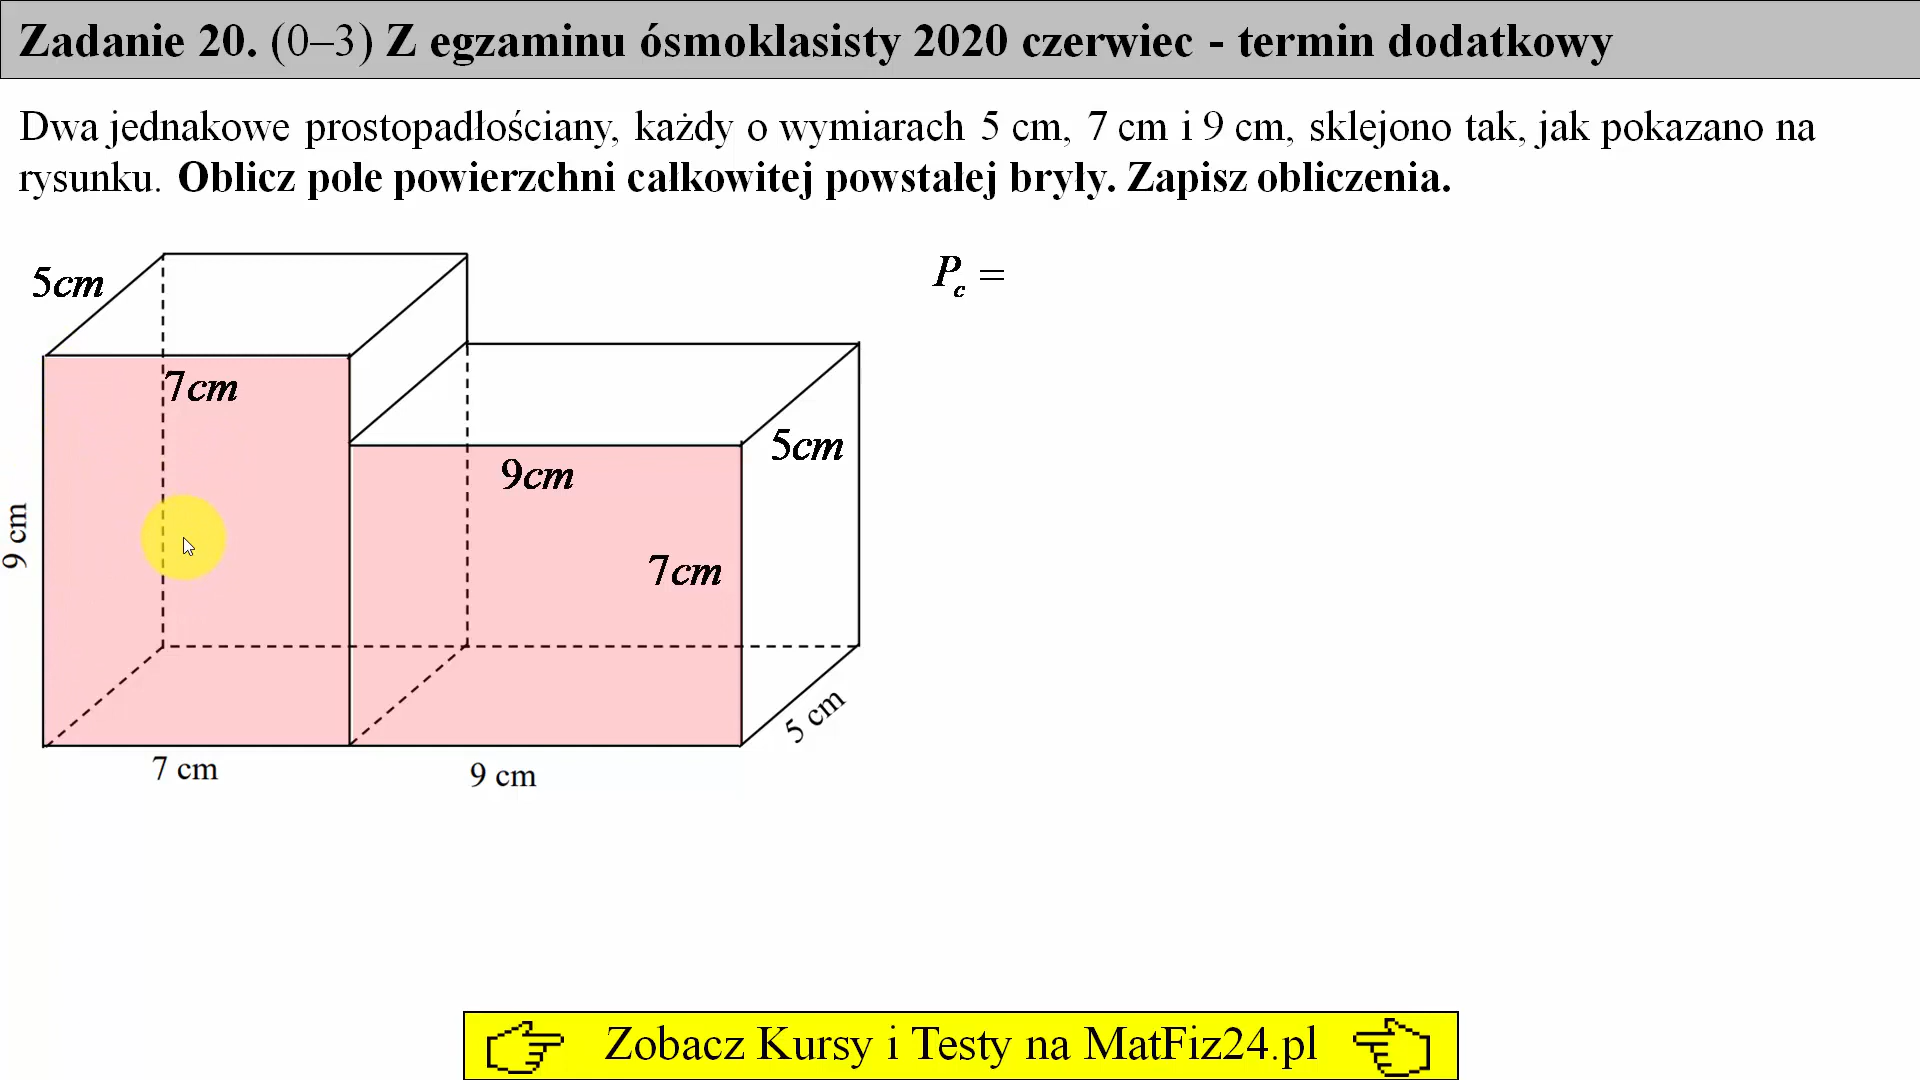 Zadanie 20. (0–3) Z egzaminu ósmoklasisty 2020 czerwiec - termin dodatkowy
Dwa jednakowe prostopadłościany, każdy o wymiarach 5 cm, 7 cm i 9 cm, sklejono tak, jak pokazano na
rysunku. Oblicz pole powierzchni całkowitej powstałej bryły. Zapisz obliczenia.
5cm
P_c =
7cm
5cm
9cm
9 cm
7cm
5 cm
7 cm
9 cm
Zobacz Kursy i Testy na MatFiz24.pl